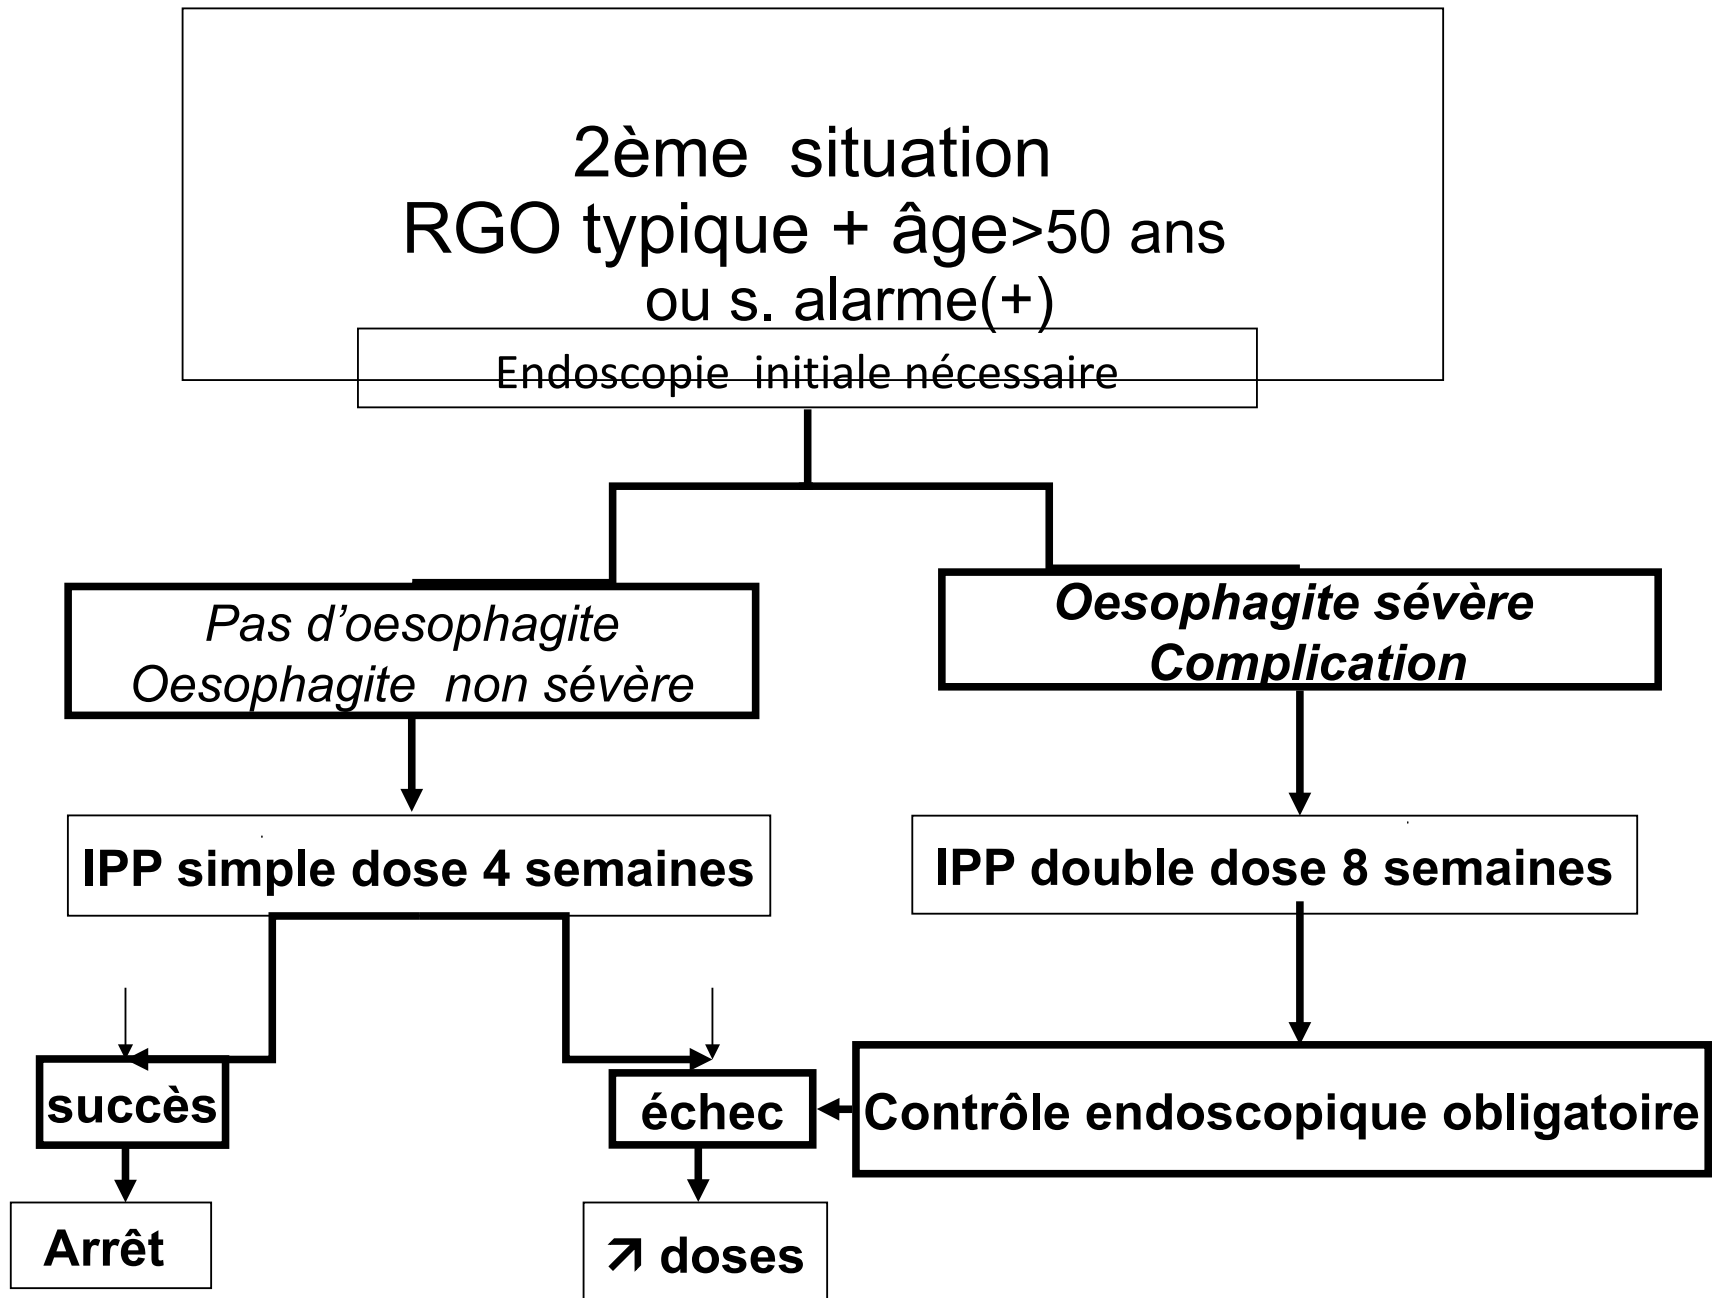 2ème situation
RGO typique + âge>50 ans
ou s. alarme(+)
Endoscopie initiale nécessaire
Pas d’oesophagite
Oesophagite non sévère
Oesophagite sévère
Complication
IPP simple dose 4 semaines
IPP double dose 8 semaines
succès
échec
Contrôle endoscopique obligatoire
Arrêt
↗ doses